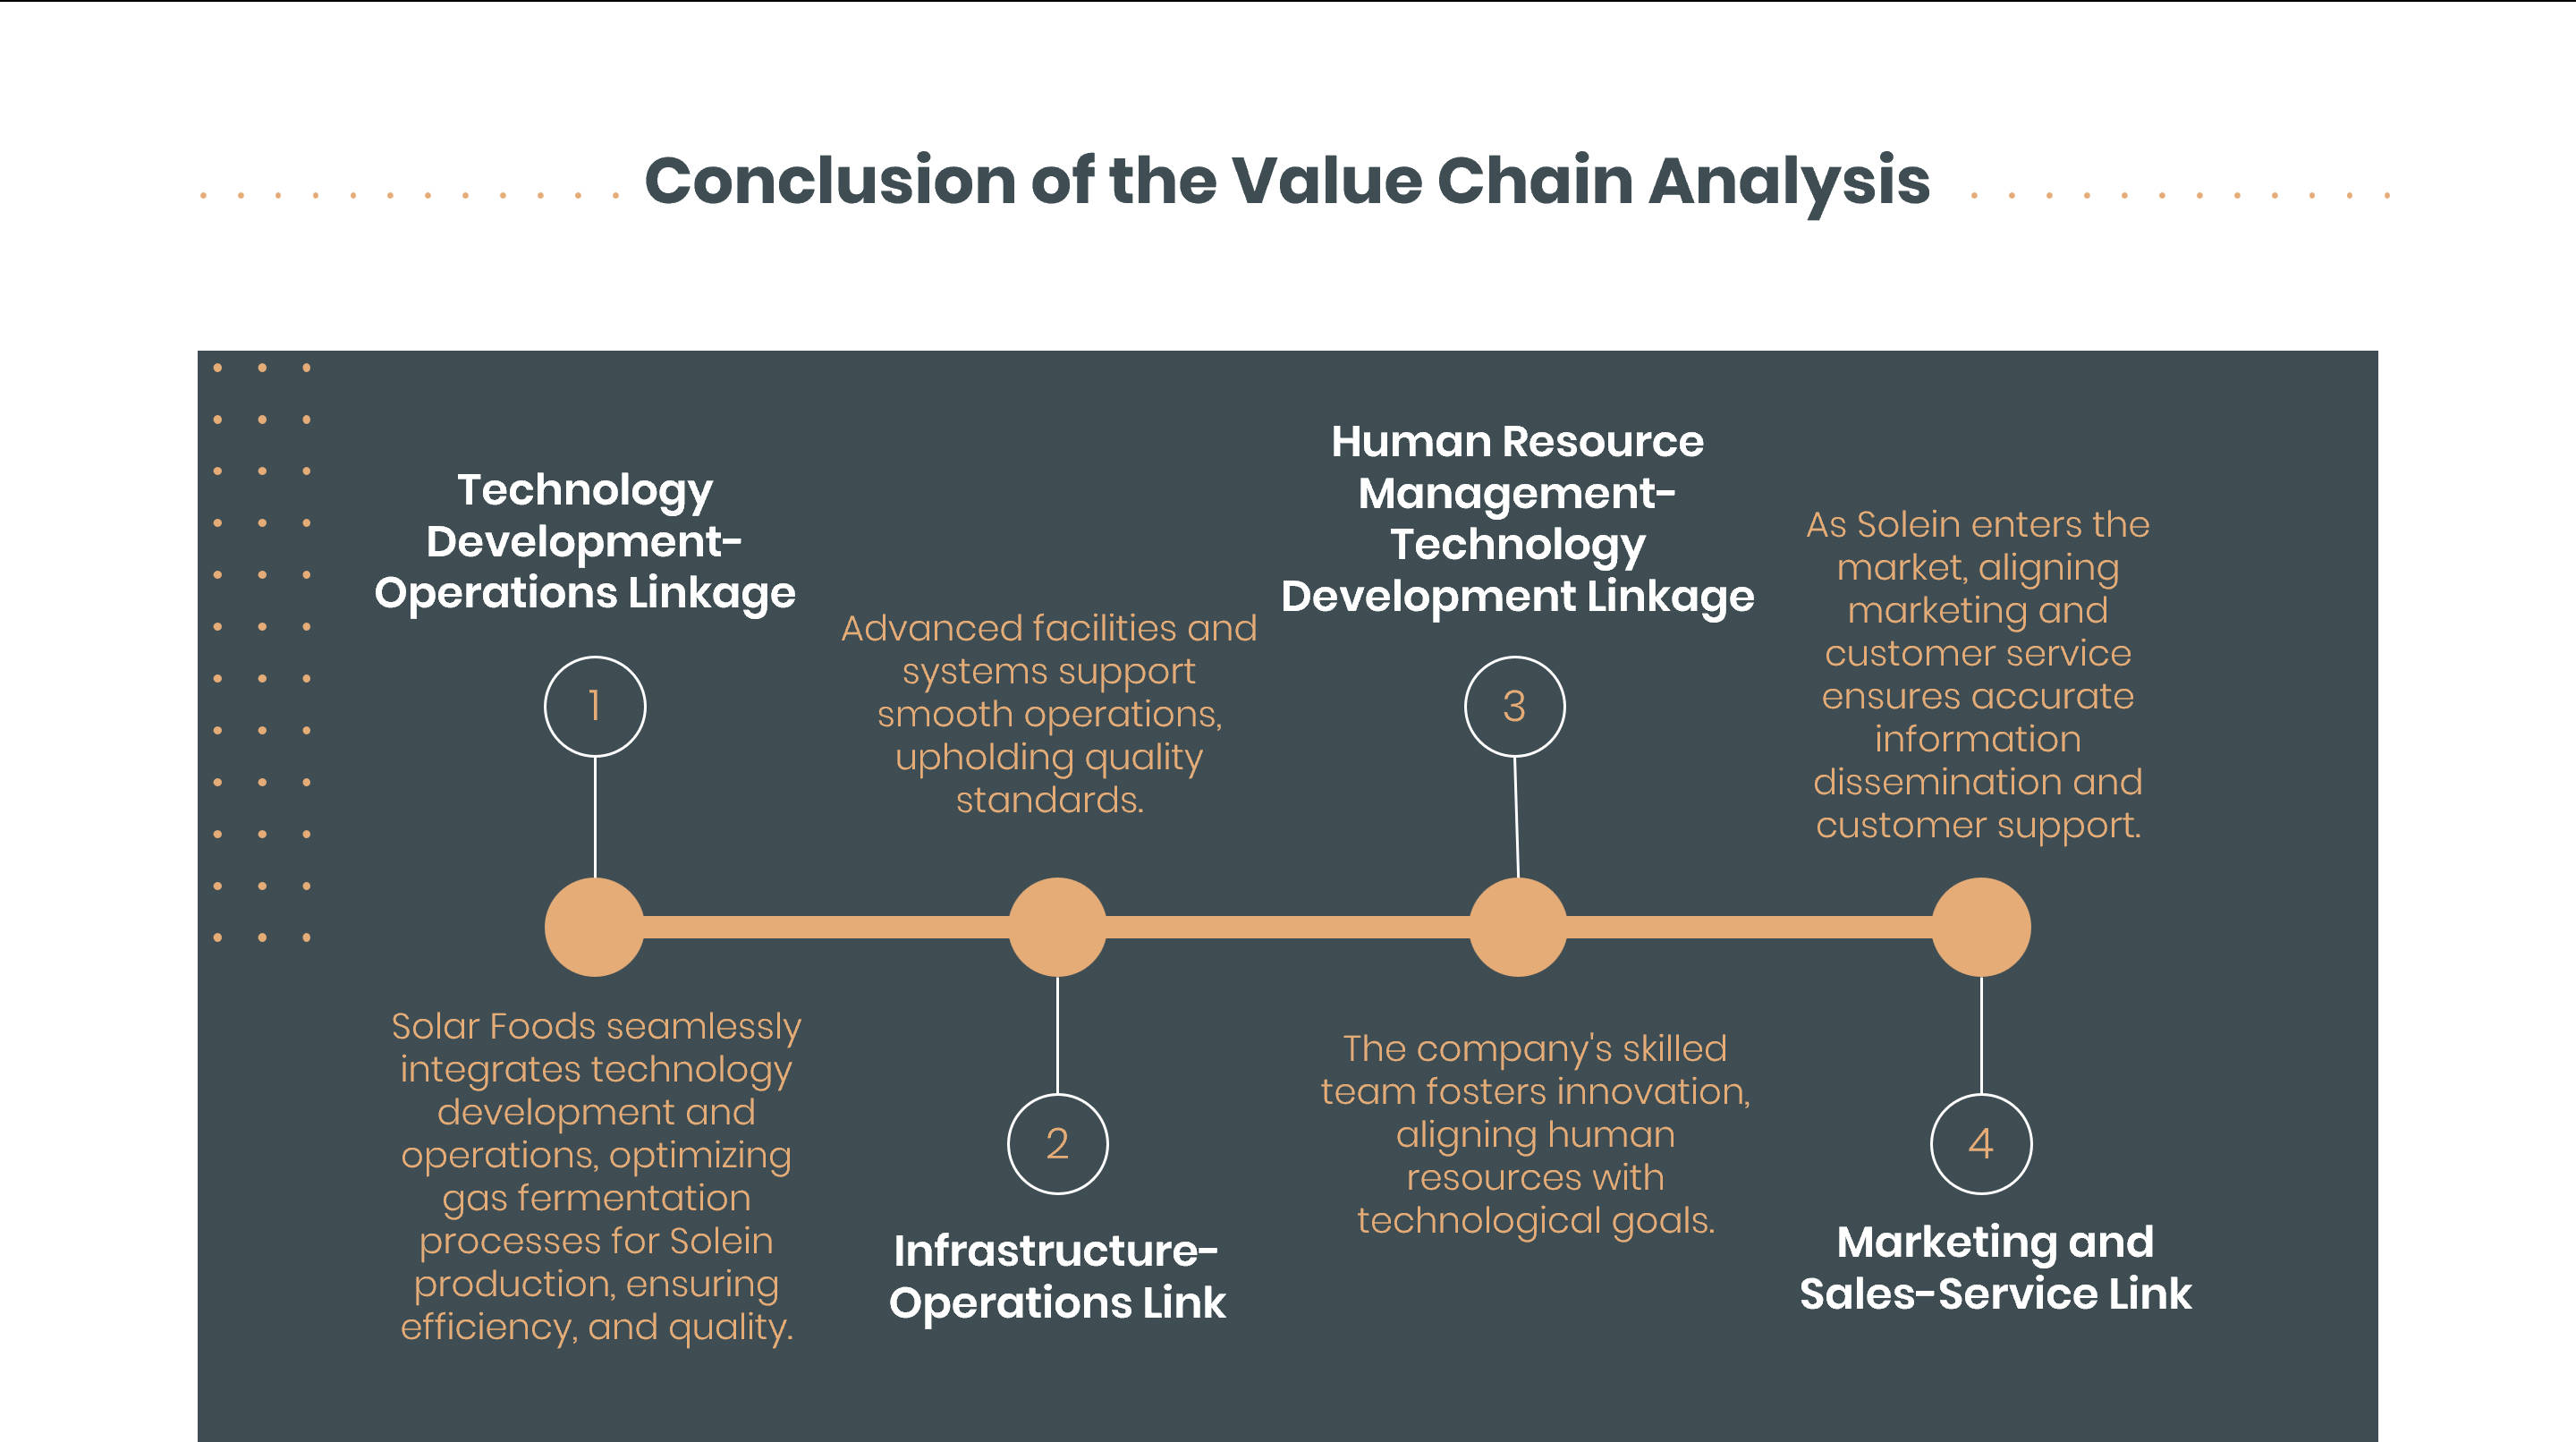 Conclusion of the Value Chain Analysis
Technology
Development-
Operations Linkage
1
Solar Foods seamlessly
integrates technology
development and
operations, optimizing
gas fermentation
processes for Solein
production, ensuring
efficiency, and quality.
Advanced facilities and
systems support
smooth operations,
upholding quality
standards.
2
Infrastructure-
Operations Link
Human Resource
Management-
Technology
Development Linkage
3
The company's skilled
team fosters innovation,
aligning human
resources with
technological goals.
As Solein enters the
market, aligning
marketing and
customer service
ensures accurate
information
dissemination and
customer support.
4
Marketing and
Sales-Service Link